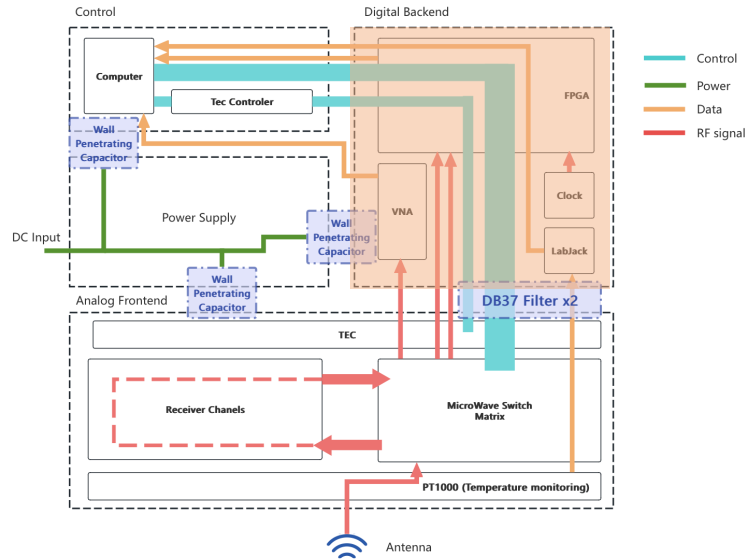 Control
Digital Backend
Computer
Tec Controler
FPGA
Control
Power
Data
RF signal
Wall
Penetrating
Capacitor
VNA
Clock
LabJack
Power Supply
DC Input
Wall
Penetrating
Capacitor
Wall
Penetrating
Capacitor
DB37 Filter x2
Analog Frontend
TEC
Receiver Chanels
MicroWave Switch
Matrix
PT1000 (Temperature monitoring)
Antenna